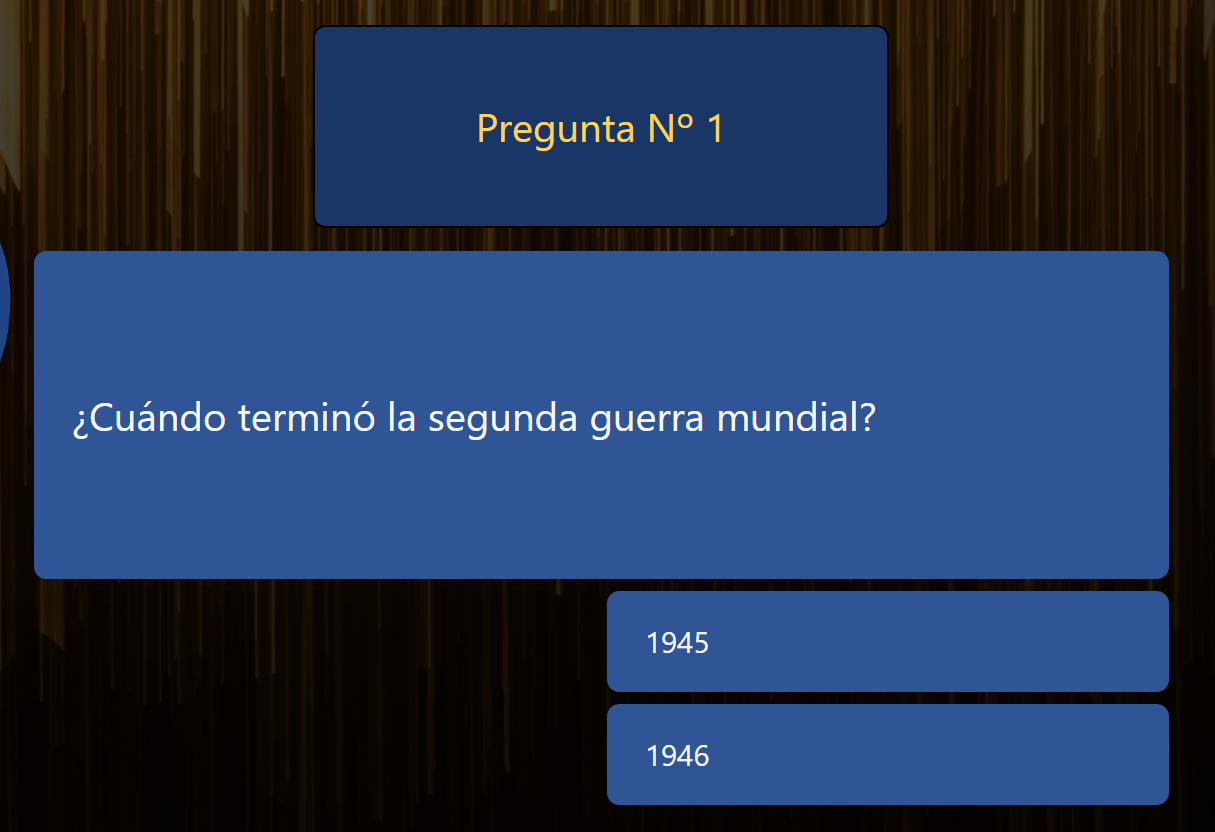 Pregunta Nº 1
¿Cuándo terminó la segunda guerra mundial?
1945
1946